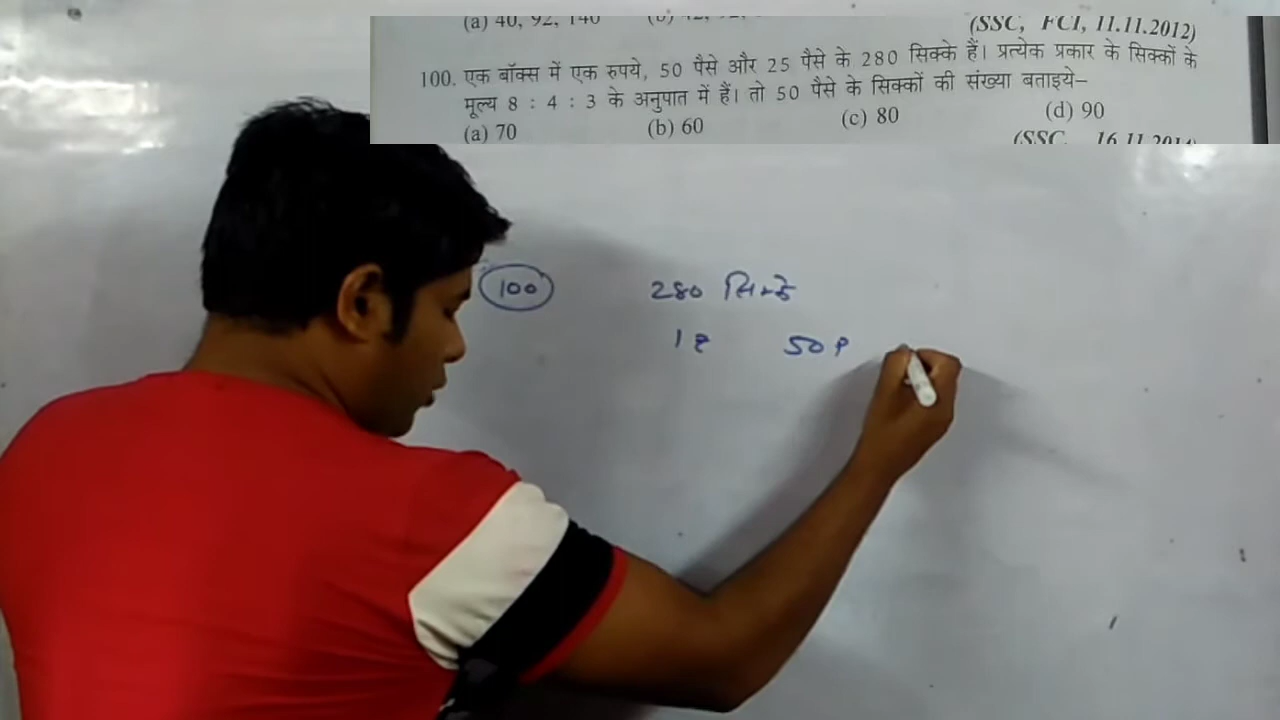 (a) 40, 92, 140
(SSC, FCI, 11.11.2012)
100. एक बॉक्स में एक रुपये, 50 पैसे और 25 पैसे के 280 सिक्के हैं। प्रत्येक प्रकार के सिक्कों के
मूल्य 8 : 4 : 3 के अनुपात में हैं। तो 50 पैसे के सिक्कों की संख्या बताइये–
(a) 70 (b) 60 (c) 80 (d) 90
(SSC, 16.11.2014)
100 280 सिक्के
1 ₹ 50 P